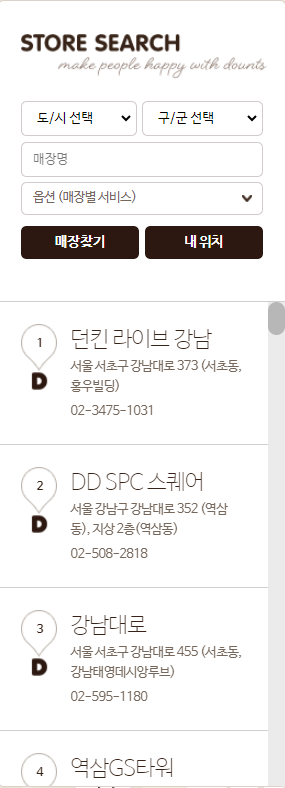 STORE SEARCH
make people happy with dounts
도/시 선택 구/군 선택
매장명
옵션 (매장별 서비스)
매장찾기 내 위치
1 던킨 라이브 강남
서울 서초구 강남대로 373 (서초동,
홍우빌딩)
D
02-3475-1031
2 DD SPC 스퀘어
서울 강남구 강남대로 352 (역삼
동), 지상 2층(역삼동)
D
02-508-2818
3 강남대로
서울 서초구 강남대로 455 (서초동,
강남태영데시앙루브)
D
02-595-1180
4 역삼GS타워